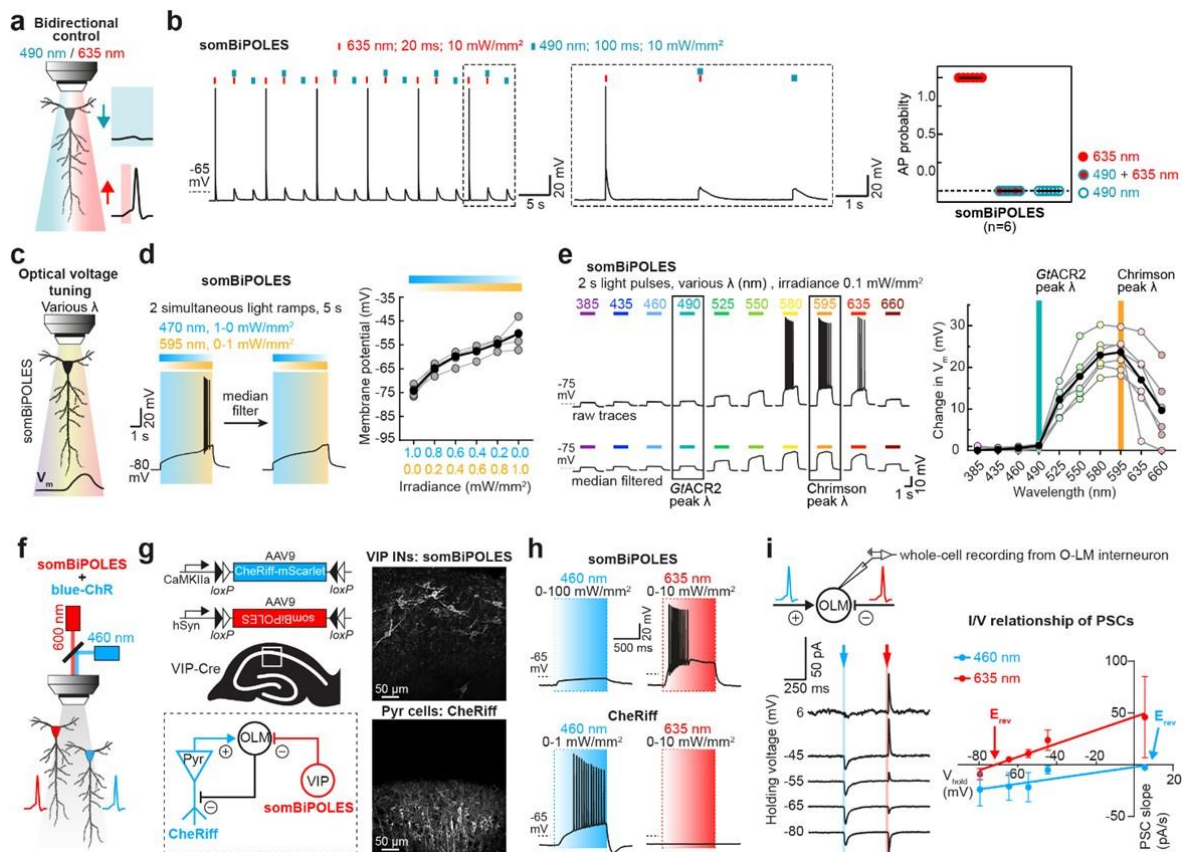 a
Bidirectional
control
490 nm / 635 nm
b
somBiPOLES
635 nm; 20 ms; 10 mW/mm²
490 nm; 100 ms; 10 mW/mm²
-65
mV
20 mV
5 s
20 mV
1 s
AP probabilty
1.0
0.5
0.0
somBiPOLES
(n=6)
635 nm
490 + 635 nm
490 nm
c
Optical voltage
tuning
Various λ
somBiPOLES
Vm
d
somBiPOLES
2 simultaneous light ramps, 5 s
470 nm, 1-0 mW/mm²
595 nm, 0-1 mW/mm²
20 mV
1 s
-80
mV
median
filter
Membrane potential (mV)
-35
-45
-55
-65
-75
-85
-95
1.0 0.8 0.6 0.4 0.2 0.0
0.0 0.2 0.4 0.6 0.8 1.0
Irradiance (mW/mm²)
e
somBiPOLES
2 s light pulses, various λ (nm) , irradiance 0.1 mW/mm²
385 435 460 490 525 550 580 595 635 660
-75
mV
raw traces
-75
mV
median filtered
GtACR2
peak λ
Chrimson
peak λ
1 s
10 mV
GtACR2
peak λ
Chrimson
peak λ
Change in Vm (mV)
30
20
10
0
385 435 460 490 525 550 580 595 635 660
Wavelength (nm)
f
somBiPOLES
+
blue-ChR
600 nm
460 nm
g
AAV9
CaMKIIa
CheRiff-mScarlet
loxP
loxP
AAV9
hSyn
somBiPOLES
loxP
loxP
VIP-Cre
Pyr
+
OLM
−
−
VIP
somBiPOLES
CheRiff
VIP INs: somBiPOLES
50 µm
Pyr cells: CheRiff
50 µm
h
somBiPOLES
460 nm
0-100 mW/mm²
635 nm
0-10 mW/mm²
20 mV
500 ms
-65
mV
CheRiff
460 nm
0-1 mW/mm²
635 nm
0-10 mW/mm²
-65
mV
i
whole-cell recording from O-LM interneuron
+
OLM
−
50 pA
250 ms
Holding voltage (mV)
6
-45
-55
-65
-80
I/V relationship of PSCs
460 nm
635 nm
100
50
-50
Erev
Erev
-80 -60 -40 -20 20
Vhold
(mV)
PSC slope
(pA/s)